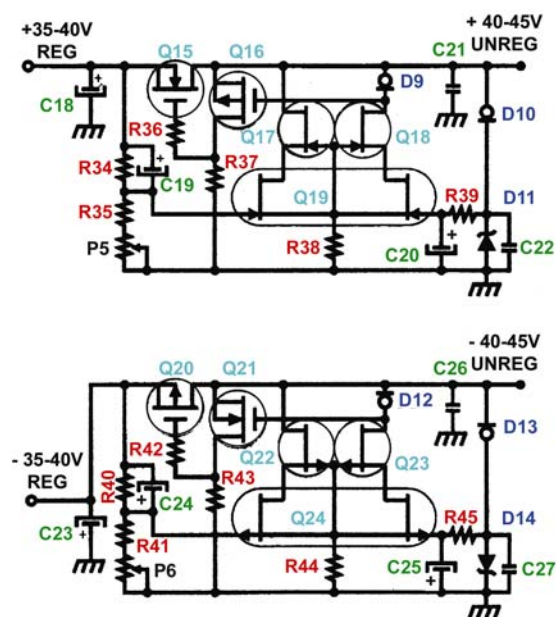 +35-40V
REG
Q15
Q16
+ 40-45V
UNREG
C21
D9
C18
D10
R36
Q17
Q18
R34
R37
C19
D11
Q19
R39
R35
P5
R38
+
C20
C22
Q20
Q21
- 40-45V
UNREG
C26
D12
D13
R42
Q22
Q23
- 35-40V
REG
R40
R43
C24
D14
Q24
R45
C23
R41
P6
R44
C25
C27